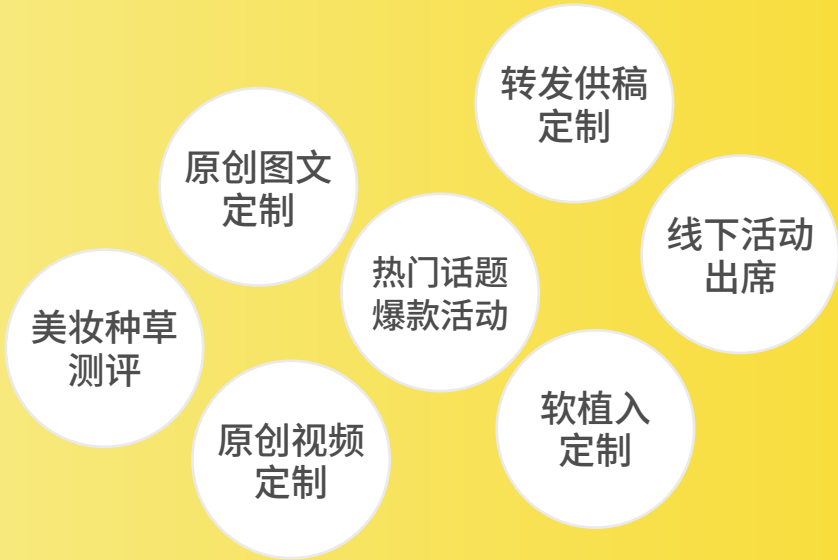 转发供稿
定制
原创图文
定制
线下活动
出席
热门话题
爆款活动
美妆种草
测评
软植入
定制
原创视频
定制